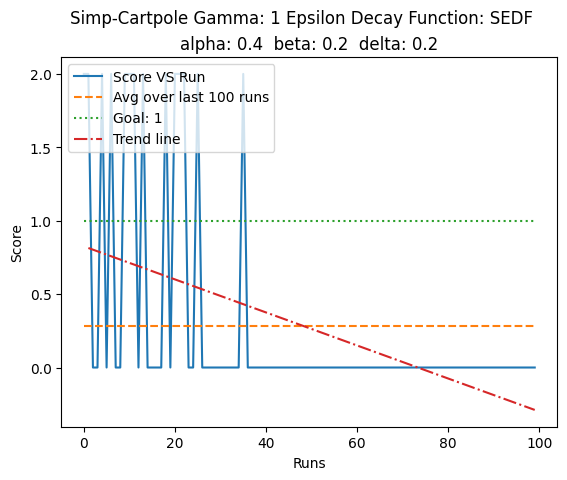 Simp-Cartpole Gamma: 1 Epsilon Decay Function: SEDF
alpha: 0.4 beta: 0.2 delta: 0.2
2.0
1.5
1.0
0.5
0.0
Score
Score VS Run
Avg over last 100 runs
Goal: 1
Trend line
0 20 40 60 80 100
Runs